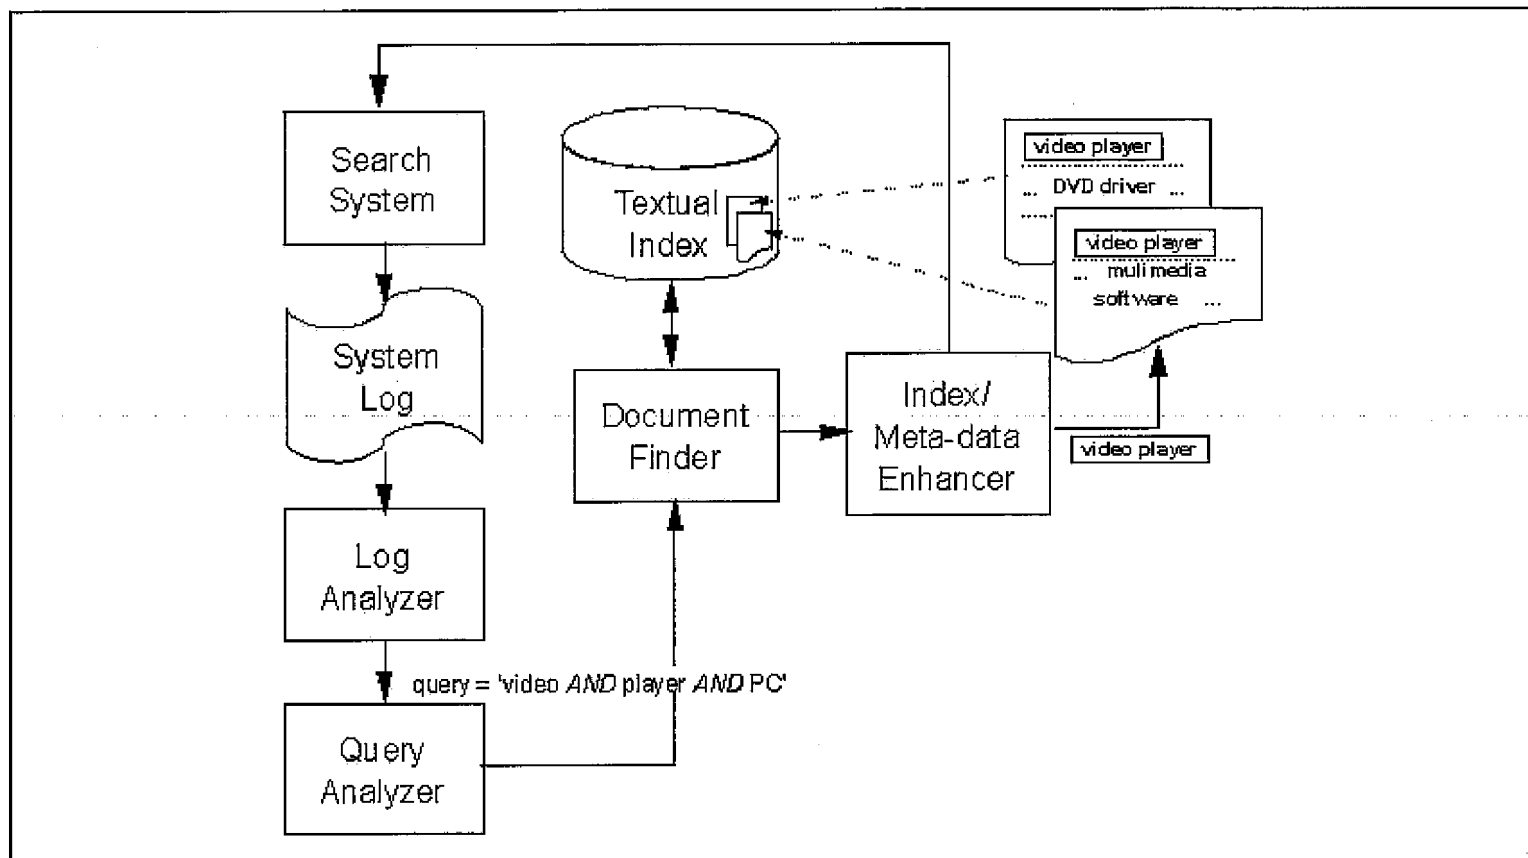 Search
System
System
Log
Log
Analyzer
query = 'video AND player AND PC'
Query
Analyzer
Textual
Index
Document
Finder
Index/
Meta-data
Enhancer
video player
video player
... DVD driver ...
video player
... mulimedia
software ...